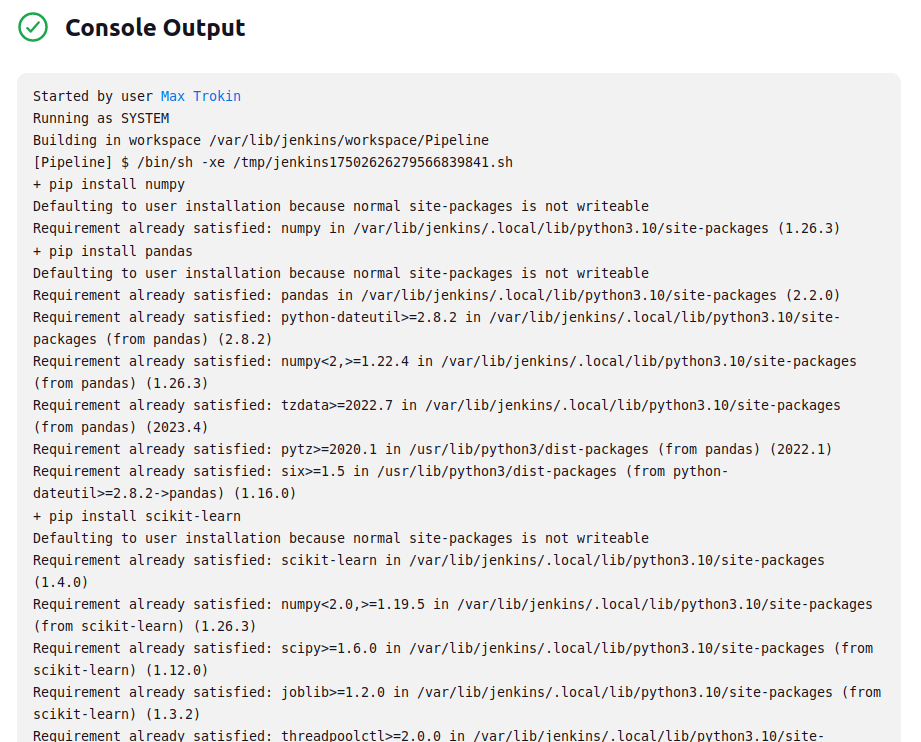 Console Output
Started by user Max Trokin
Running as SYSTEM
Building in workspace /var/lib/jenkins/workspace/Pipeline
[Pipeline] $ /bin/sh -xe /tmp/jenkins17502626279566839841.sh
+ pip install numpy
Defaulting to user installation because normal site-packages is not writeable
Requirement already satisfied: numpy in /var/lib/jenkins/.local/lib/python3.10/site-packages (1.26.3)
+ pip install pandas
Defaulting to user installation because normal site-packages is not writeable
Requirement already satisfied: pandas in /var/lib/jenkins/.local/lib/python3.10/site-packages (2.2.0)
Requirement already satisfied: python-dateutil>=2.8.2 in /var/lib/jenkins/.local/lib/python3.10/site-
packages (from pandas) (2.8.2)
Requirement already satisfied: numpy<2,>=1.22.4 in /var/lib/jenkins/.local/lib/python3.10/site-packages
(from pandas) (1.26.3)
Requirement already satisfied: tzdata>=2022.7 in /var/lib/jenkins/.local/lib/python3.10/site-packages
(from pandas) (2023.4)
Requirement already satisfied: pytz>=2020.1 in /usr/lib/python3/dist-packages (from pandas) (2022.1)
Requirement already satisfied: six>=1.5 in /usr/lib/python3/dist-packages (from python-
dateutil>=2.8.2->pandas) (1.16.0)
+ pip install scikit-learn
Defaulting to user installation because normal site-packages is not writeable
Requirement already satisfied: scikit-learn in /var/lib/jenkins/.local/lib/python3.10/site-packages
(1.4.0)
Requirement already satisfied: numpy<2.0,>=1.19.5 in /var/lib/jenkins/.local/lib/python3.10/site-packages
(from scikit-learn) (1.26.3)
Requirement already satisfied: scipy>=1.6.0 in /var/lib/jenkins/.local/lib/python3.10/site-packages (from
scikit-learn) (1.12.0)
Requirement already satisfied: joblib>=1.2.0 in /var/lib/jenkins/.local/lib/python3.10/site-packages (from
scikit-learn) (1.3.2)
Requirement already satisfied: threadpoolctl>=2.0.0 in /var/lib/jenkins/.local/lib/python3.10/site-